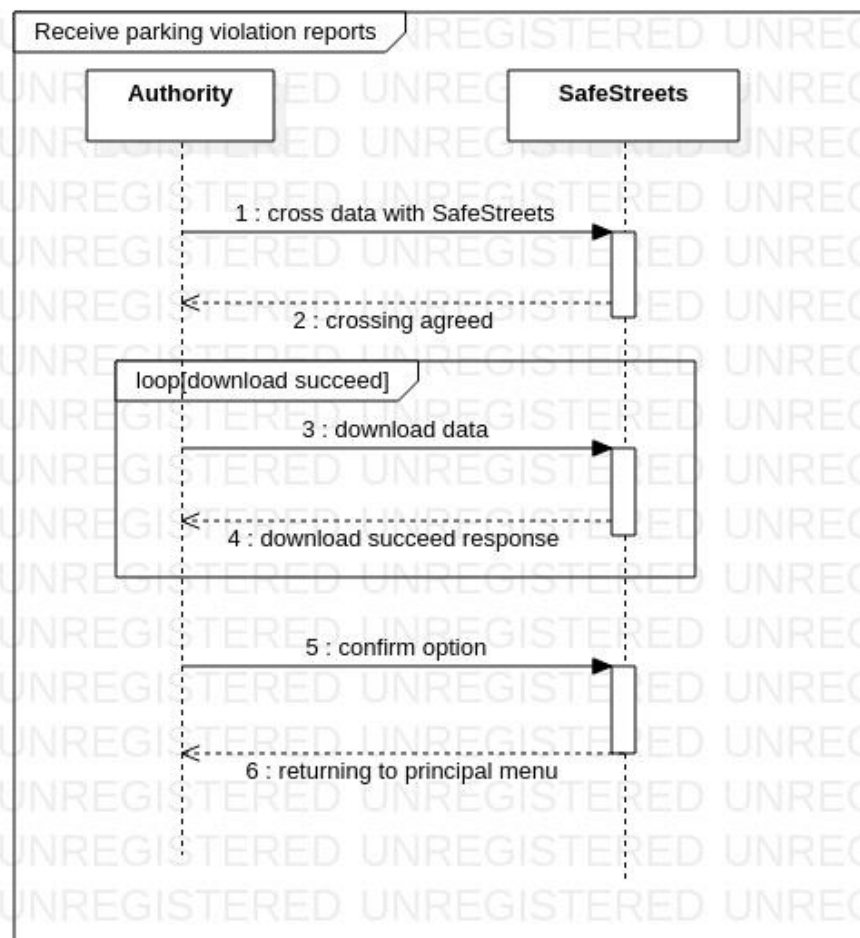 Receive parking violation reports
Authority
SafeStreets
1 : cross data with SafeStreets
2 : crossing agreed
loop[download succeed]
3 : download data
4 : download succeed response
5 : confirm option
6 : returning to principal menu
UNREGISTERED